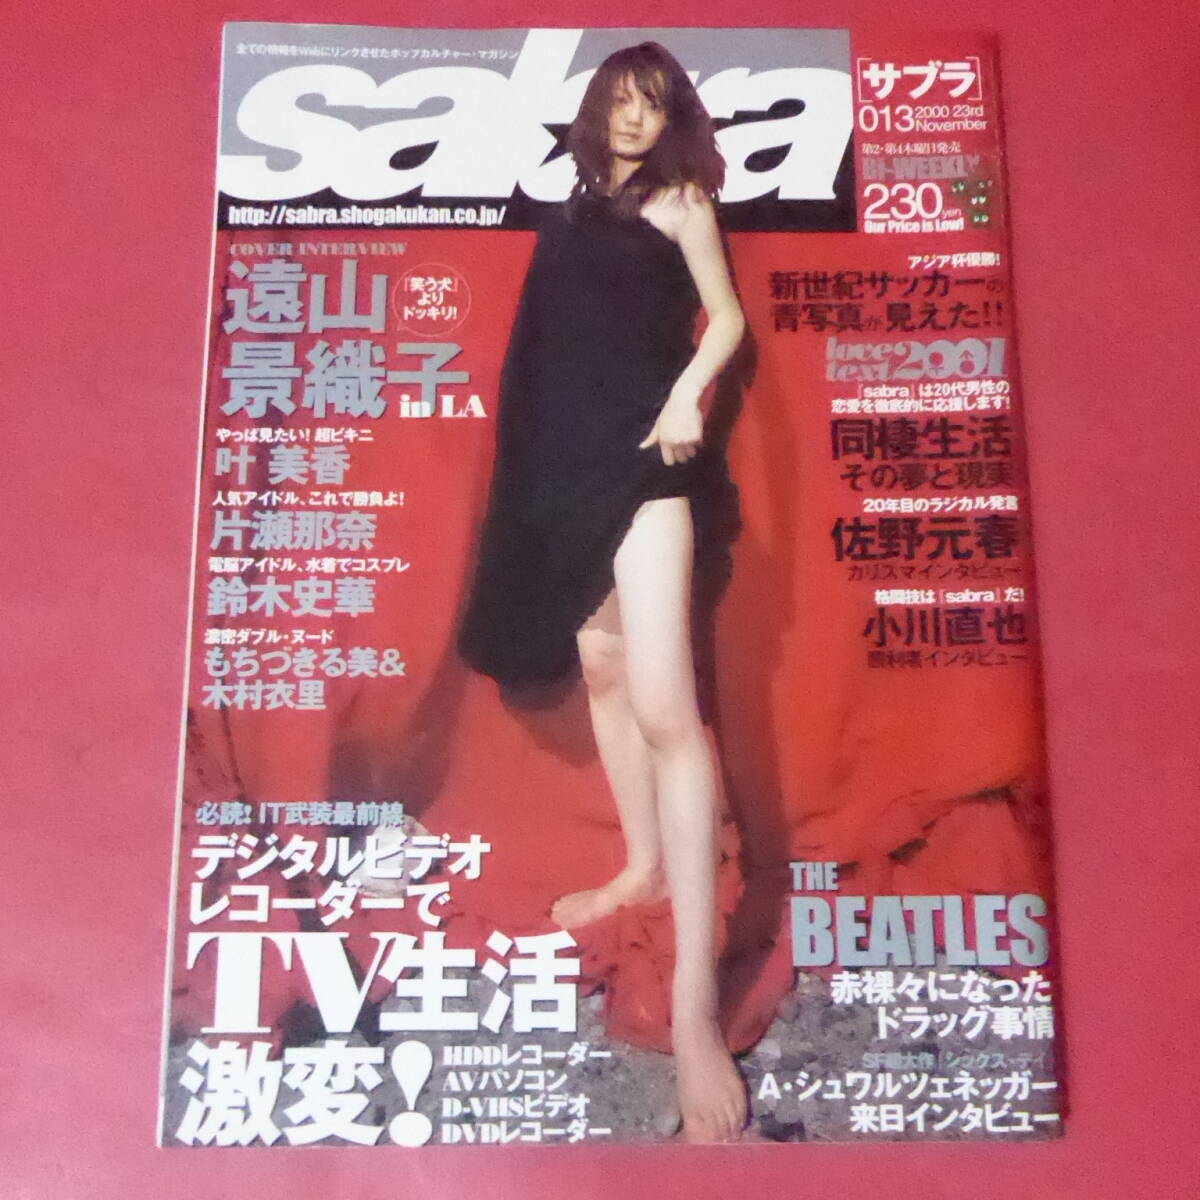 全ての情報をWebにリンクさせたポップカルチャー・マガジン
sabra
http://sabra.shogakukan.co.jp/
[サブラ]
013 2000 23rd
November
第2・第4木曜日発売
BI-WEEKLY
230yen
Our Price is Low!
COVER INTERVIEW
遠山
景織子
in LA
「笑う犬」
より
ドッキリ!
やっぱ見たい! 超ビキニ
叶 美香
人気アイドル、これで勝負よ!
片瀬那奈
電脳アイドル、水着でコスプレ
鈴木史華
濃密ダブル・ヌード
もちづきる美&
木村衣里
アジア杯優勝!
新世紀サッカーの
青写真が見えた!!
love
text2001
『sabra』は20代男性の
恋愛を徹底的に応援します!
同棲生活
その夢と現実
20年目のラジカル発言
佐野元春
カリスマインタビュー
格闘技は『sabra』だ!
小川直也
勝利者インタビュー
必読! IT武装最前線
デジタルビデオ
レコーダーで
TV生活
激変!
HDDレコーダー
AVパソコン
D-VHSビデオ
DVDレコーダー
THE
BEATLES
赤裸々になった
ドラッグ事情
SF超大作「シックス・デイ」
A・シュワルツェネッガー
来日インタビュー